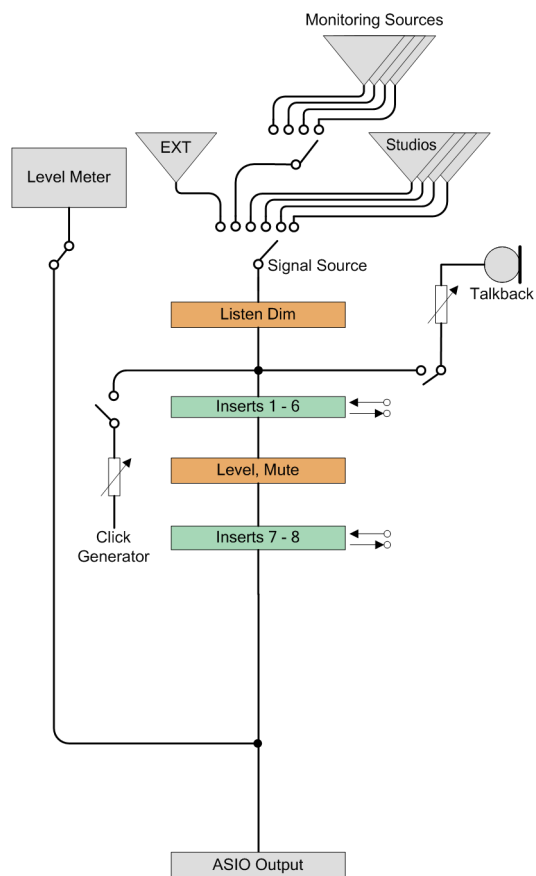 Monitoring Sources
EXT
Studios
Level Meter
Signal Source
Talkback
Listen Dim
Inserts 1 - 6
Level, Mute
Inserts 7 - 8
Click
Generator
ASIO Output